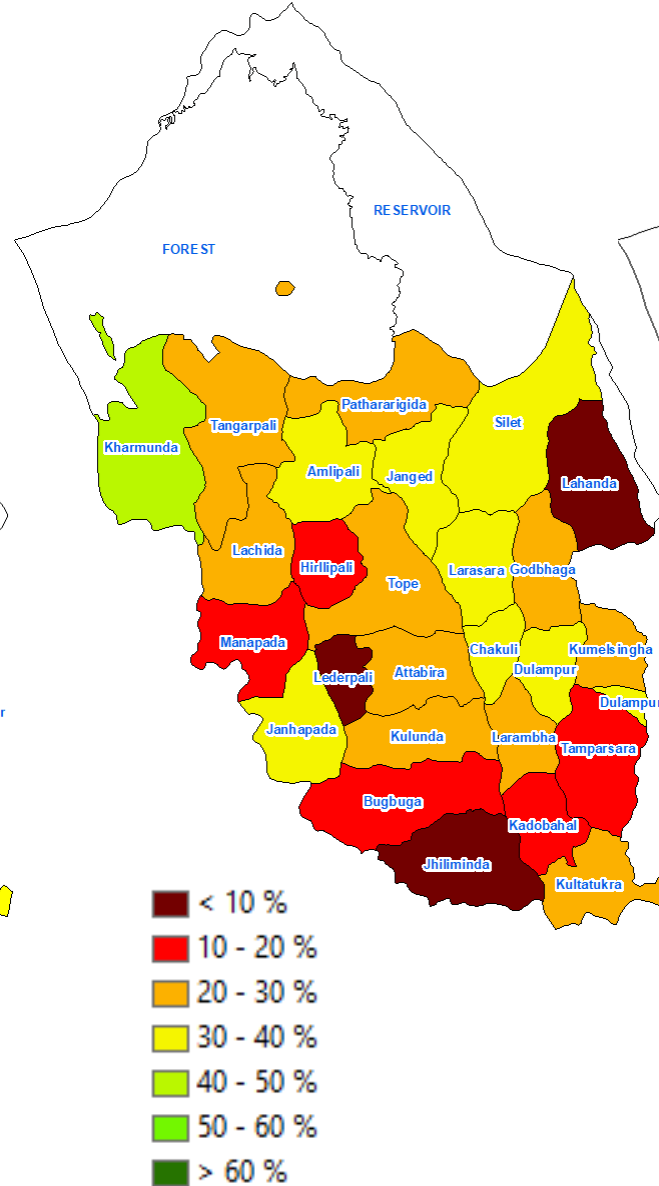 RESERVOIR
FOREST
Pathararigida
Silet
Tangarpali
Kharmunda
Amlipali
Janged
Lahanda
Lachida
Hirllipali
Larasara
Godbhaga
Tope
Manapada
Chakuli
Kumelsingha
Lederpali
Attabira
Dulampur
Dulampur
r
Janhapada
Kulunda
Larambha
Tamparsara
Bugbuga
Kadobahal
Jhiliminda
Kultatukra
< 10 %
10 - 20 %
20 - 30 %
30 - 40 %
40 - 50 %
50 - 60 %
> 60 %